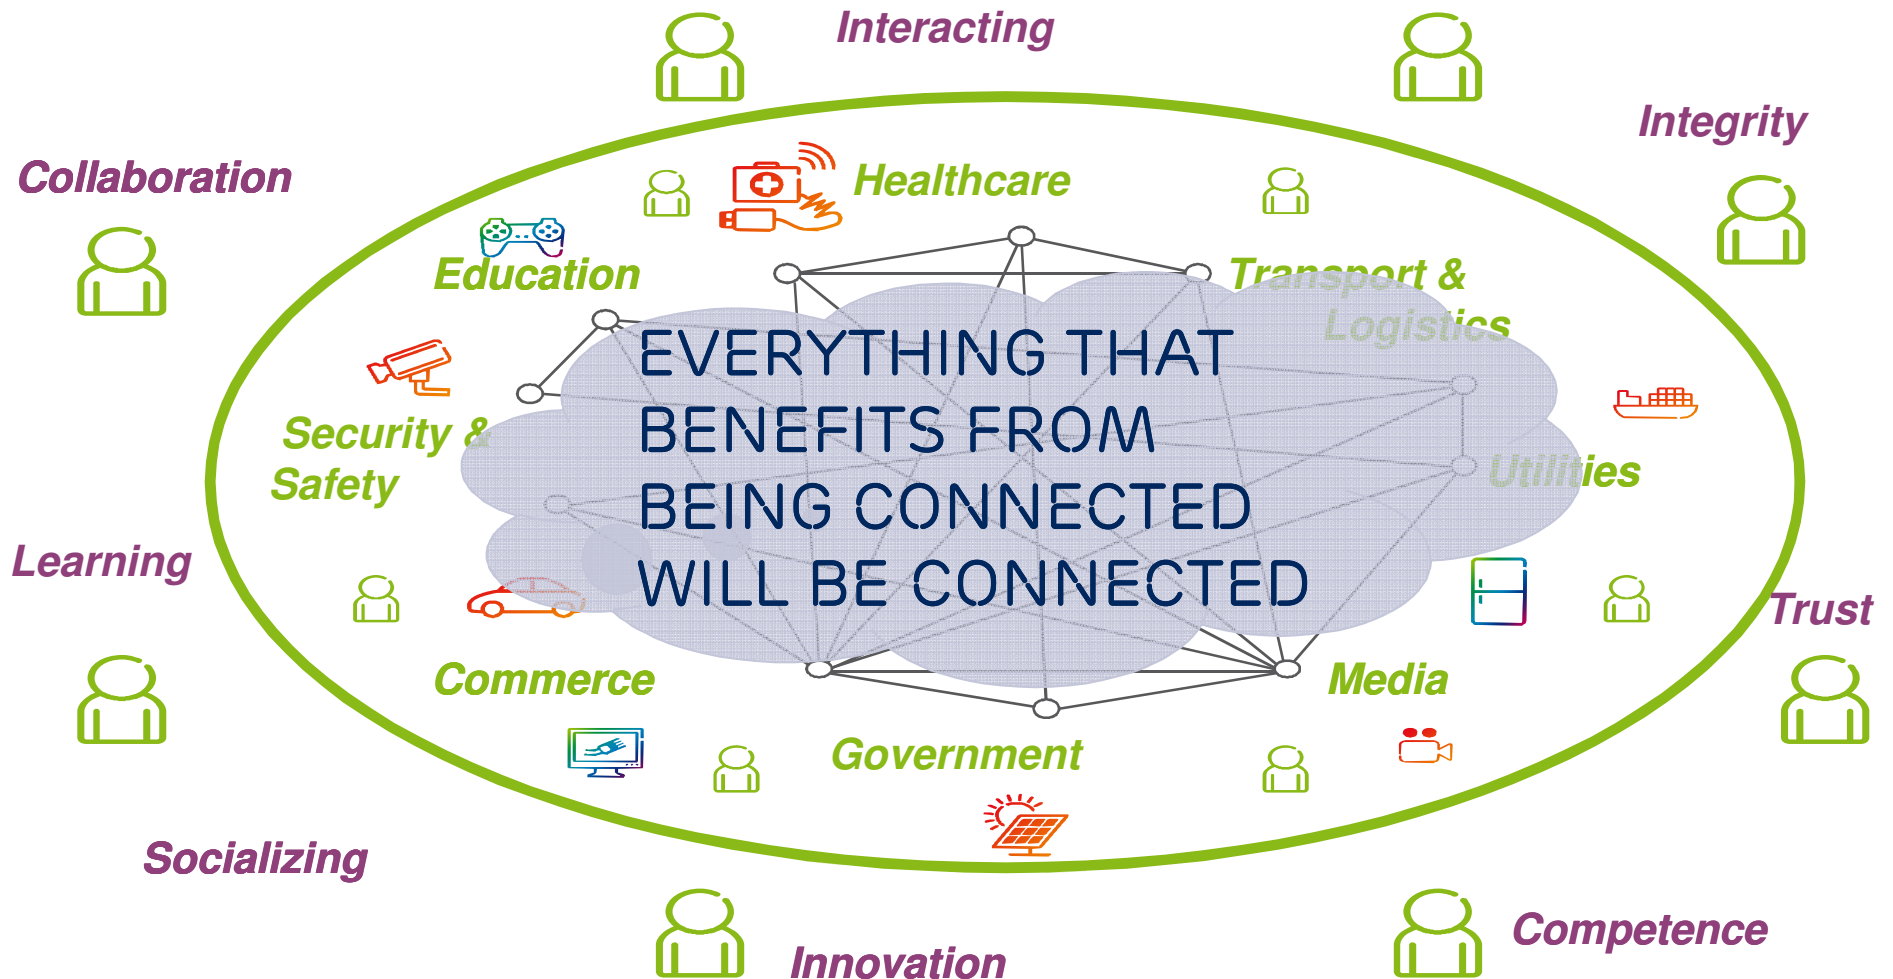 Interacting
Integrity
Collaboration
Healthcare
Education
Transport &
Logistics
EVERYTHING THAT
BENEFITS FROM
BEING CONNECTED
WILL BE CONNECTED
Security &
Safety
Utilities
Learning
Trust
Commerce
Media
Government
Socializing
Competence
Innovation